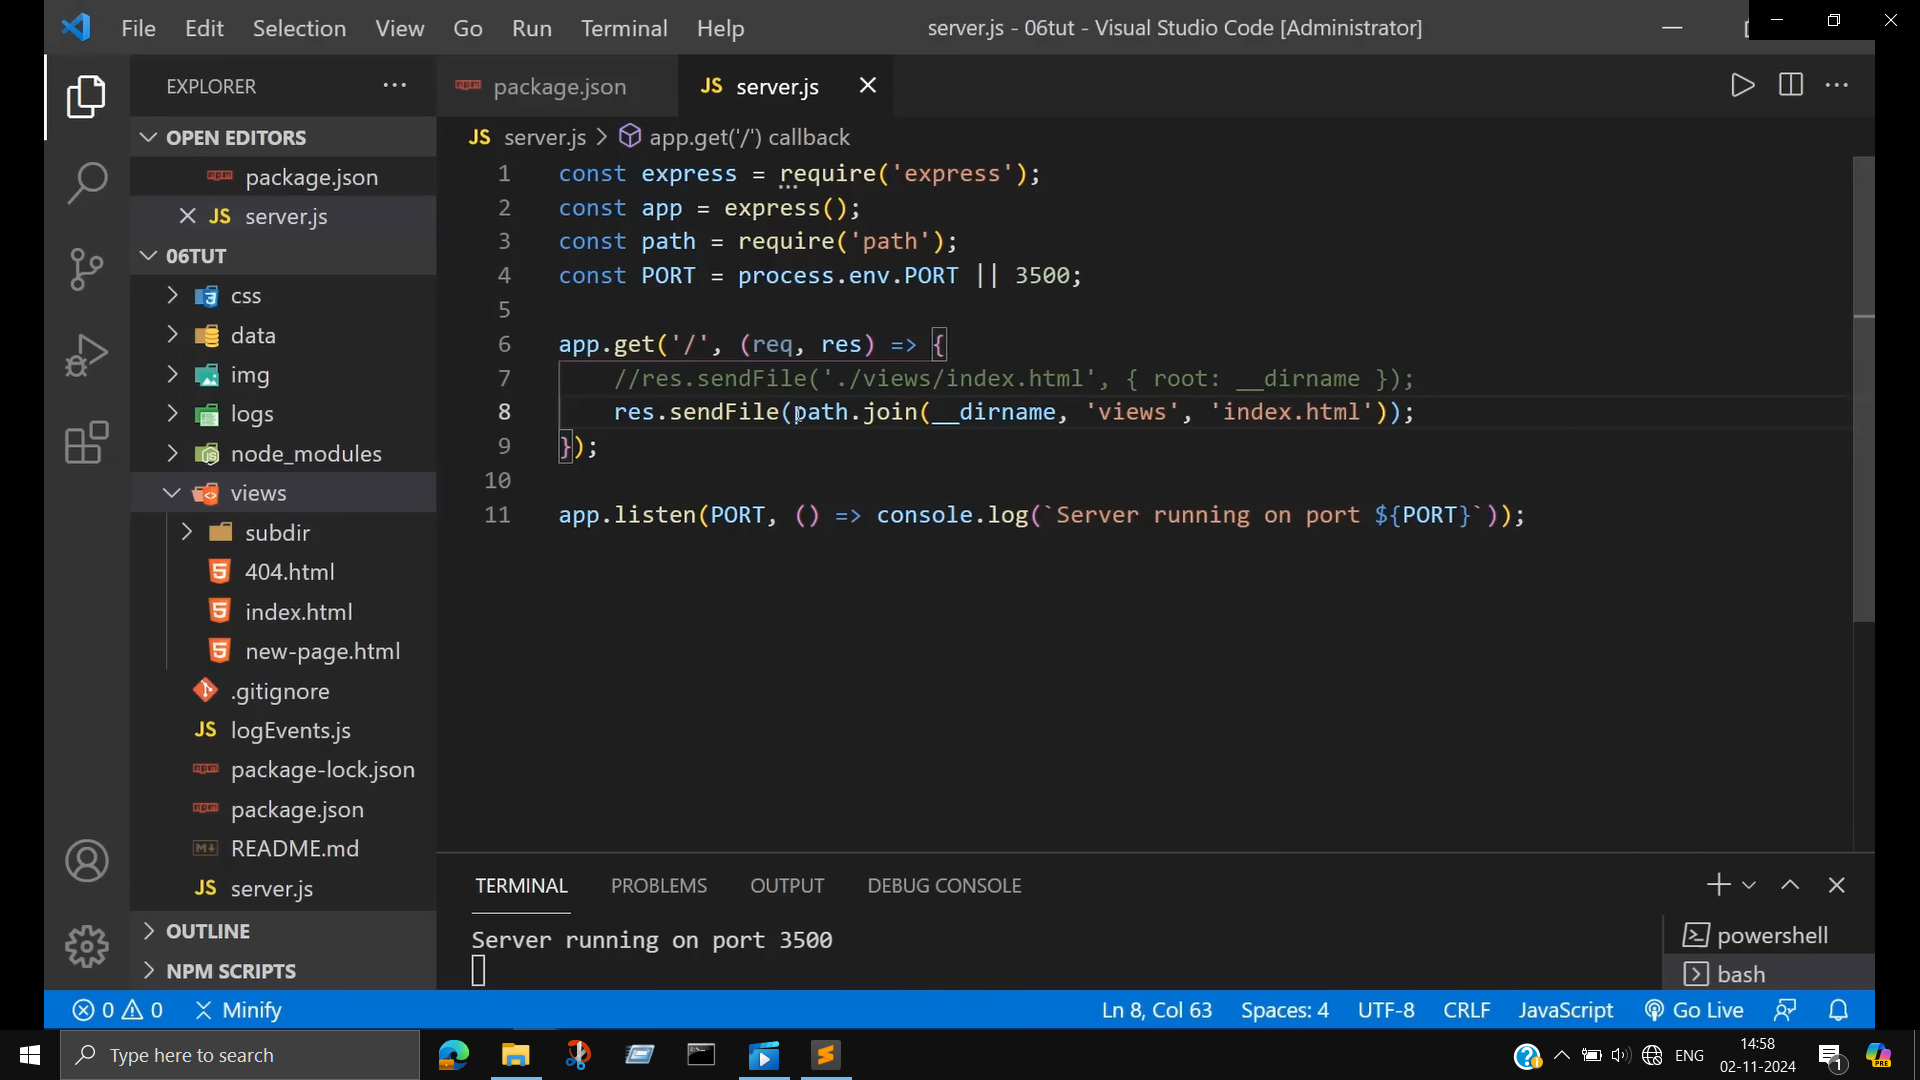 File Edit Selection View Go Run Terminal Help
server.js - 06tut - Visual Studio Code [Administrator]
EXPLORER
OPEN EDITORS
package.json
JS server.js
06TUT
css
data
img
logs
node_modules
views
subdir
404.html
index.html
new-page.html
.gitignore
JS logEvents.js
package-lock.json
package.json
README.md
JS server.js
OUTLINE
NPM SCRIPTS
package.json
JS server.js
JS server.js > app.get('/') callback
1 const express = require('express');
2 const app = express();
3 const path = require('path');
4 const PORT = process.env.PORT || 3500;
5
6 app.get('/', (req, res) => {
7 //res.sendFile('./views/index.html', { root: __dirname });
8 res.sendFile(path.join(__dirname, 'views', 'index.html'));
9 });
10
11 app.listen(PORT, () => console.log(`Server running on port ${PORT}`));
TERMINAL PROBLEMS OUTPUT DEBUG CONSOLE
Server running on port 3500
powershell
bash
0 0 Minify
Ln 8, Col 63 Spaces: 4 UTF-8 CRLF JavaScript Go Live
Type here to search
ENG
14:58
02-11-2024
1
PRE